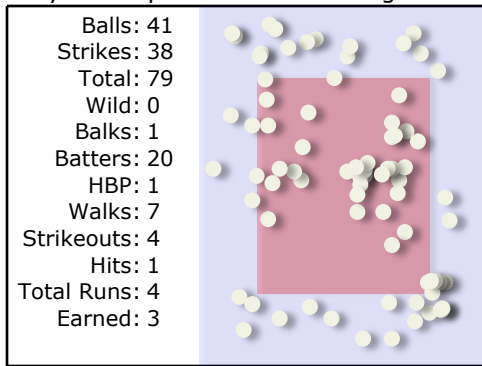 Balls: 41
Strikes: 38
Total: 79
Wild: 0
Balks: 1
Batters: 20
HBP: 1
Walks: 7
Strikeouts: 4
Hits: 1
Total Runs: 4
Earned: 3